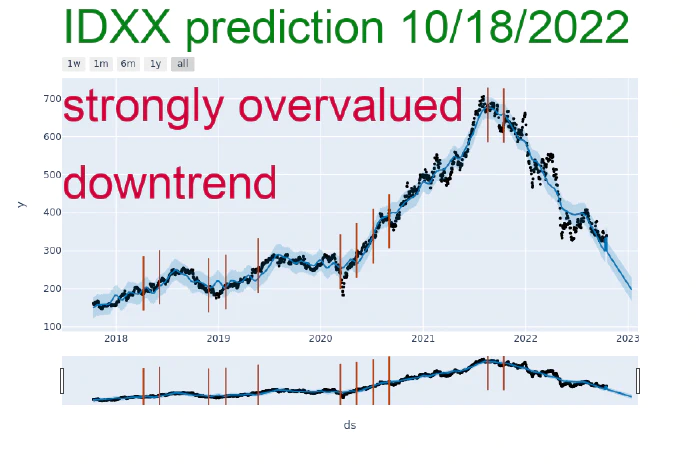 IDXX prediction 10/18/2022
1w 1m 6m 1y all
strongly overvalued
downtrend
700
600
500
400
300
200
100
y
2018 2019 2020 2021 2022 2023
ds